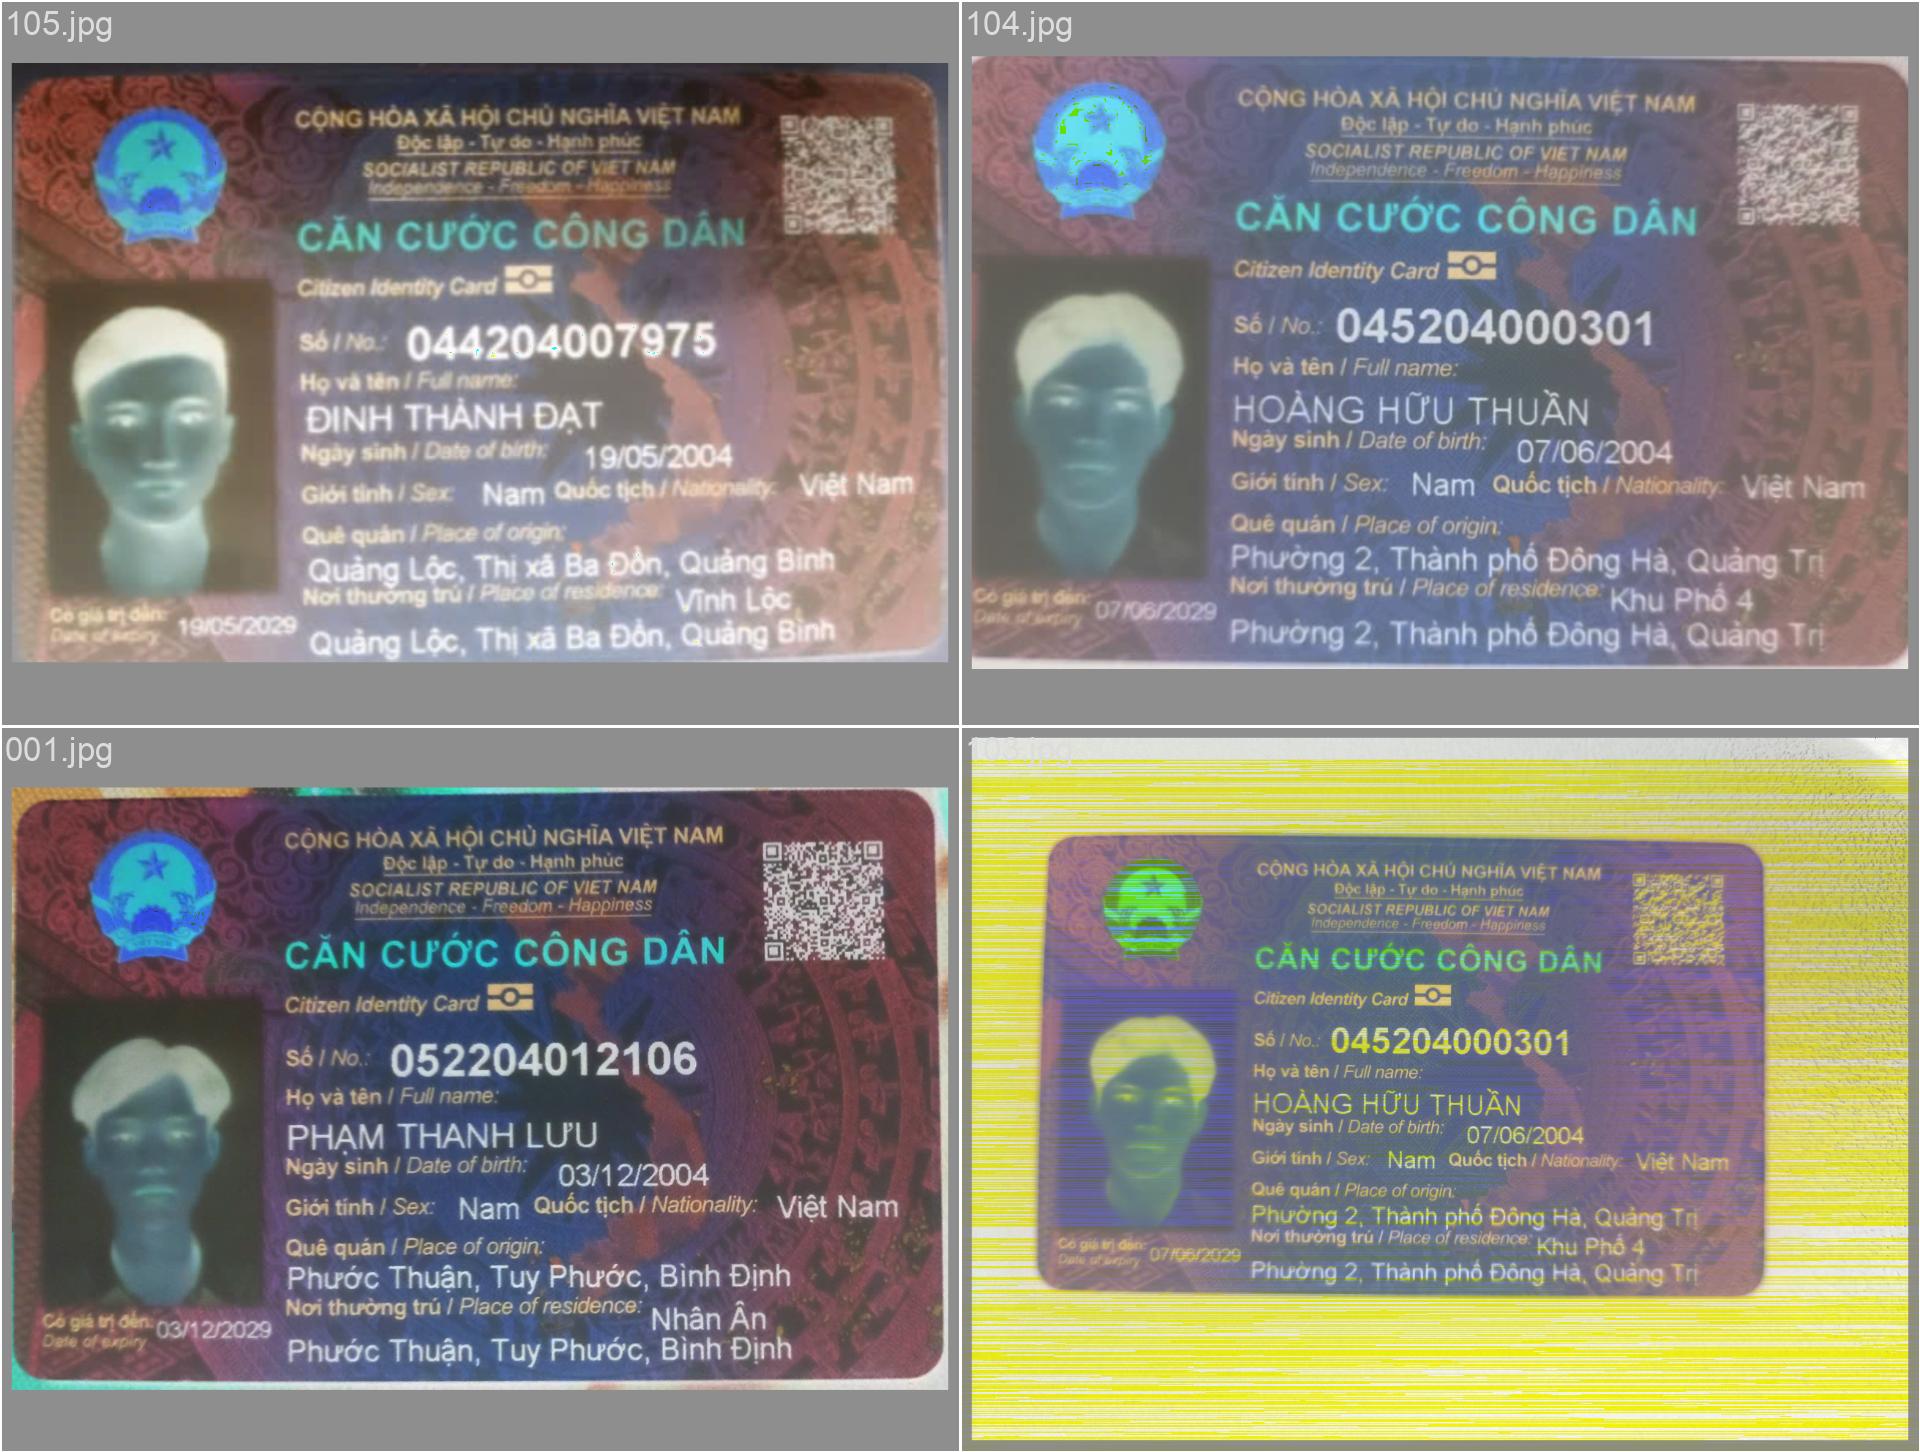 105.jpg
CỘNG HÒA XÃ HỘI CHỦ NGHĨA VIỆT NAM
Độc lập - Tự do - Hạnh phúc
SOCIALIST REPUBLIC OF VIET NAM
Independence - Freedom - Happiness
CĂN CƯỚC CÔNG DÂN
Citizen Identity Card
Số / No.: 044204007975
Họ và tên / Full name:
ĐINH THÀNH ĐẠT
Ngày sinh / Date of birth: 19/05/2004
Giới tính / Sex: Nam Quốc tịch / Nationality: Việt Nam
Quê quán / Place of origin:
Quảng Lộc, Thị xã Ba Đồn, Quảng Bình
Nơi thường trú / Place of residence: Vĩnh Lộc
Quảng Lộc, Thị xã Ba Đồn, Quảng Bình
Có giá trị đến: 19/05/2029
Date of expiry
104.jpg
CỘNG HÒA XÃ HỘI CHỦ NGHĨA VIỆT NAM
Độc lập - Tự do - Hạnh phúc
SOCIALIST REPUBLIC OF VIET NAM
Independence - Freedom - Happiness
CĂN CƯỚC CÔNG DÂN
Citizen Identity Card
Số / No.: 045204000301
Họ và tên / Full name:
HOÀNG HỮU THUẦN
Ngày sinh / Date of birth: 07/06/2004
Giới tính / Sex: Nam Quốc tịch / Nationality: Việt Nam
Quê quán / Place of origin:
Phường 2, Thành phố Đông Hà, Quảng Trị
Nơi thường trú / Place of residence: Khu Phố 4
Phường 2, Thành phố Đông Hà, Quảng Trị
Có giá trị đến: 07/06/2029
Date of expiry
001.jpg
CỘNG HÒA XÃ HỘI CHỦ NGHĨA VIỆT NAM
Độc lập - Tự do - Hạnh phúc
SOCIALIST REPUBLIC OF VIET NAM
Independence - Freedom - Happiness
CĂN CƯỚC CÔNG DÂN
Citizen Identity Card
Số / No.: 052204012106
Họ và tên / Full name:
PHẠM THANH LƯU
Ngày sinh / Date of birth: 03/12/2004
Giới tính / Sex: Nam Quốc tịch / Nationality: Việt Nam
Quê quán / Place of origin:
Phước Thuận, Tuy Phước, Bình Định
Nơi thường trú / Place of residence: Nhân Ân
Phước Thuận, Tuy Phước, Bình Định
Có giá trị đến: 03/12/2029
Date of expiry
103.jpg
CỘNG HÒA XÃ HỘI CHỦ NGHĨA VIỆT NAM
Độc lập - Tự do - Hạnh phúc
SOCIALIST REPUBLIC OF VIET NAM
Independence - Freedom - Happiness
CĂN CƯỚC CÔNG DÂN
Citizen Identity Card
Số / No.: 045204000301
Họ và tên / Full name:
HOÀNG HỮU THUẦN
Ngày sinh / Date of birth: 07/06/2004
Giới tính / Sex: Nam Quốc tịch / Nationality: Việt Nam
Quê quán / Place of origin:
Phường 2, Thành phố Đông Hà, Quảng Trị
Nơi thường trú / Place of residence: Khu Phố 4
Phường 2, Thành phố Đông Hà, Quảng Trị
Có giá trị đến: 07/06/2029
Date of expiry